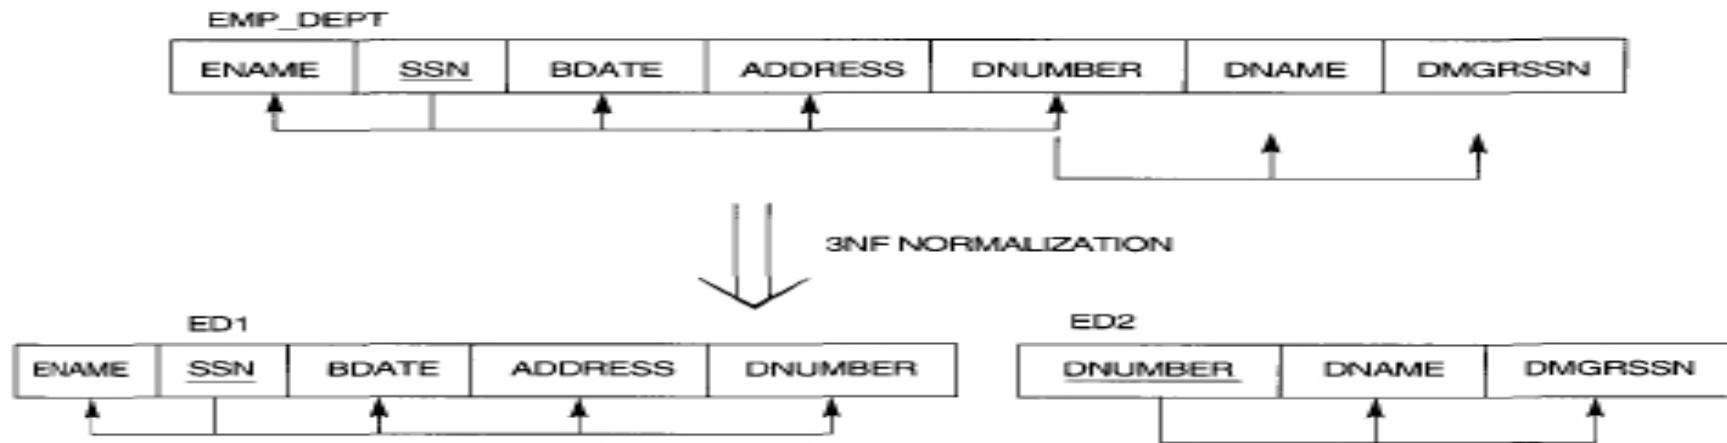 EMP_DEPT
ENAME SSN BDATE ADDRESS DNUMBER DNAME DMGRSSN
3NF NORMALIZATION
ED1
ENAME SSN BDATE ADDRESS DNUMBER
ED2
DNUMBER DNAME DMGRSSN